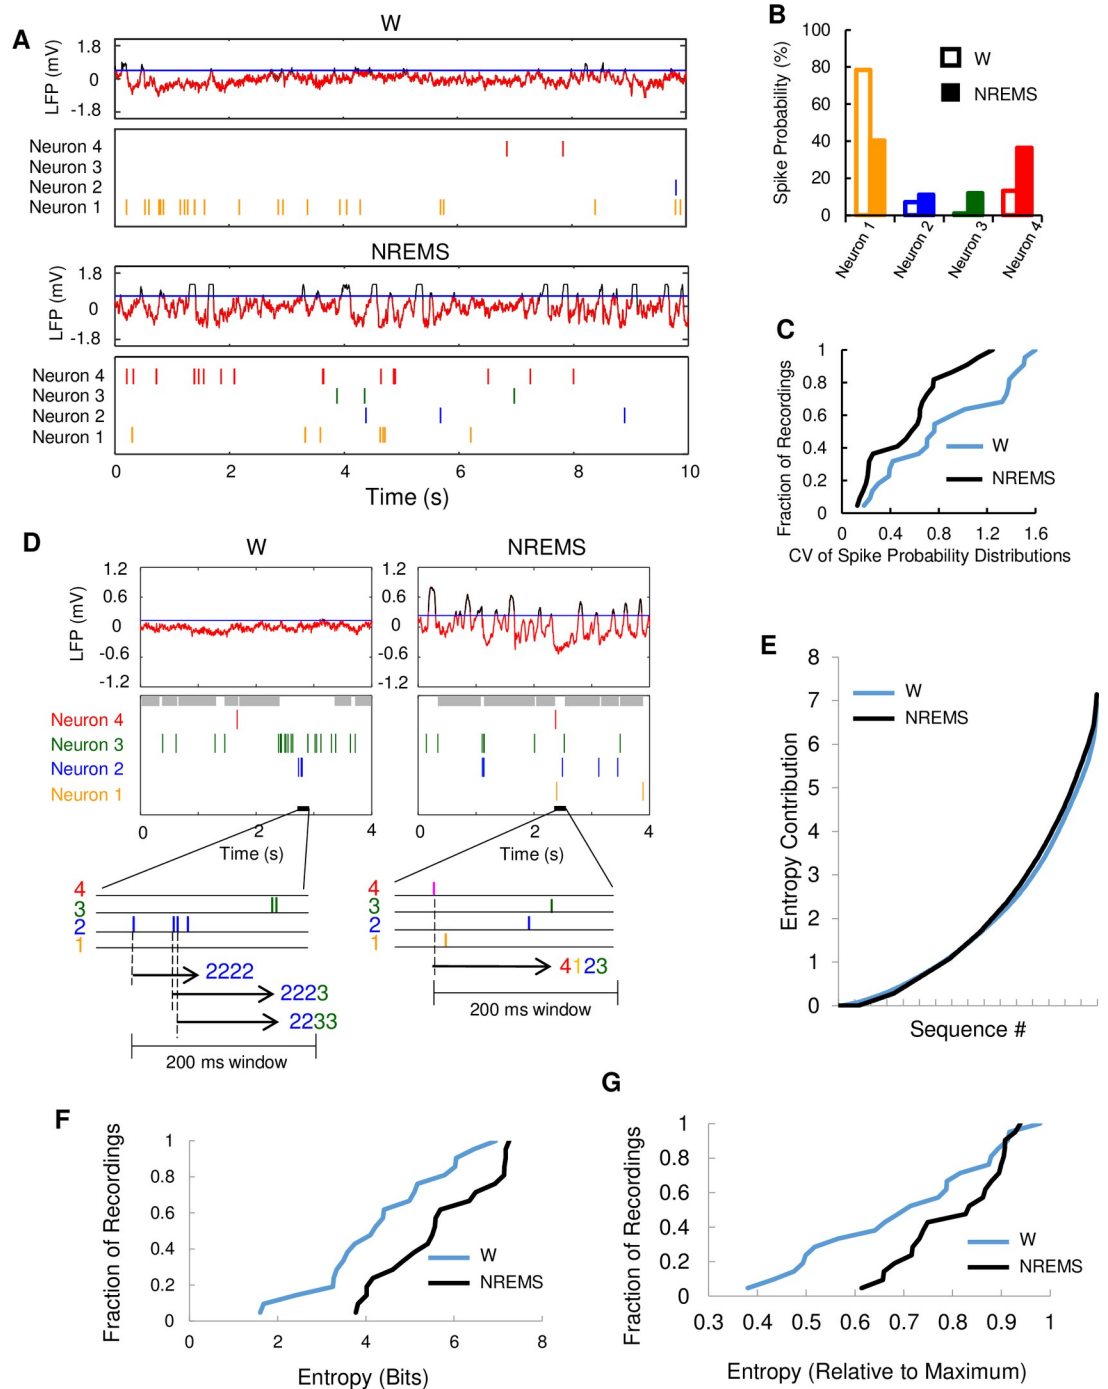 A
W
LFP (mV)
1.8
0
-1.8
Neuron 4
Neuron 3
Neuron 2
Neuron 1
NREMS
LFP (mV)
1.8
0
-1.8
Neuron 4
Neuron 3
Neuron 2
Neuron 1
0 2 4 6 8 10
Time (s)
B
Spike Probability (%)
100
80
60
40
20
0
W
NREMS
Neuron 1
Neuron 2
Neuron 3
Neuron 4
C
Fraction of Recordings
1
0.8
0.6
0.4
0.2
0
W
NREMS
0 0.4 0.8 1.2 1.6
CV of Spike Probability Distributions
D
W
NREMS
LFP (mV)
1.2
0.6
0
-0.6
-1.2
1.2
0.6
0
-0.6
-1.2
Neuron 4
Neuron 3
Neuron 2
Neuron 1
0 2 4
Time (s)
0 2 4
Time (s)
4
3
2
1
2222
2223
2233
200 ms window
4
3
2
1
4123
200 ms window
E
Entropy Contribution
8
7
6
5
4
3
2
1
0
W
NREMS
Sequence #
F
Fraction of Recordings
1
0.8
0.6
0.4
0.2
0
W
NREMS
2 4 6 8
0
Entropy (Bits)
G
Fraction of Recordings
1
0.8
0.6
0.4
0.2
0
W
NREMS
0.3 0.4 0.5 0.6 0.7 0.8 0.9 1
Entropy (Relative to Maximum)